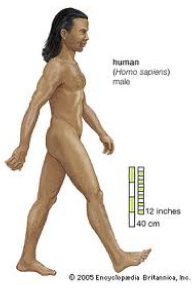 human
(Homo sapiens)
male
12 inches
40 cm
© 2005 Encyclopædia Britannica, Inc.